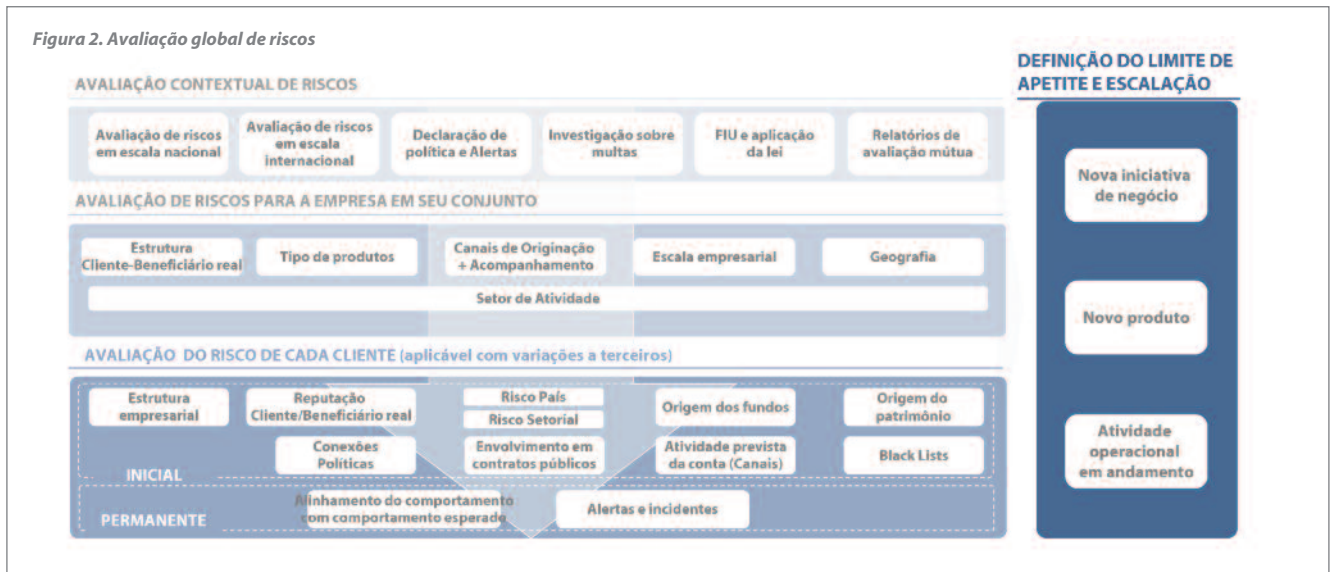 Figura 2. Avaliação global de riscos
AVALIAÇÃO CONTEXTUAL DE RISCOS
Avaliação de riscos
em escala nacional
Avaliação de riscos
em escala
internacional
Declaração de
política e Alertas
Investigação sobre
multas
FIU e aplicação
da lei
Relatórios de
avaliação mútua
AVALIAÇÃO DE RISCOS PARA A EMPRESA EM SEU CONJUNTO
Estrutura
Cliente-Beneficiário real
Tipo de produtos
Canais de Originação
+ Acompanhamento
Escala empresarial
Geografia
Setor de Atividade
AVALIAÇÃO DO RISCO DE CADA CLIENTE (aplicável com variações a terceiros)
Estrutura
empresarial
Reputação
Cliente/Beneficiário real
Risco País
Risco Setorial
Origem dos fundos
Origem do
patrimônio
Conexões
Políticas
Envolvimento em
contratos públicos
Atividade prevista
da conta (Canais)
Black Lists
INICIAL
Alinhamento do comportamento
com comportamento esperado
Alertas e incidentes
PERMANENTE
DEFINIÇÃO DO LIMITE DE
APETITE E ESCALAÇÃO
Nova iniciativa
de negócio
Novo produto
Atividade
operacional
em andamento